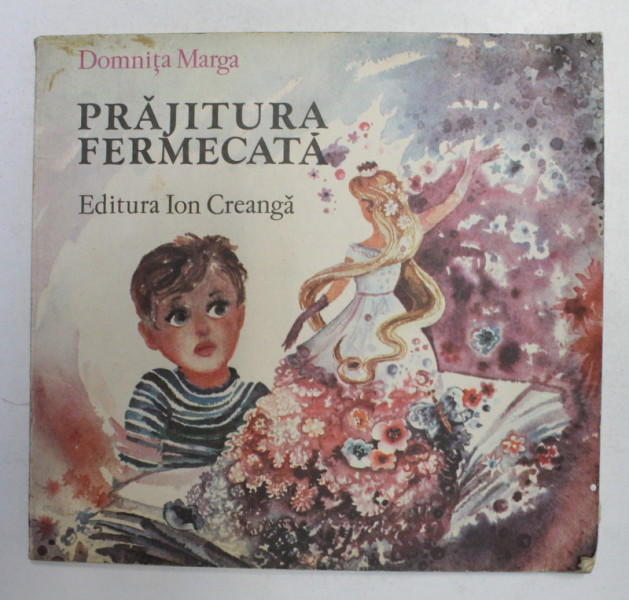 Domnița Marga
PRĂJITURA
FERMECATĂ
Editura Ion Creangă